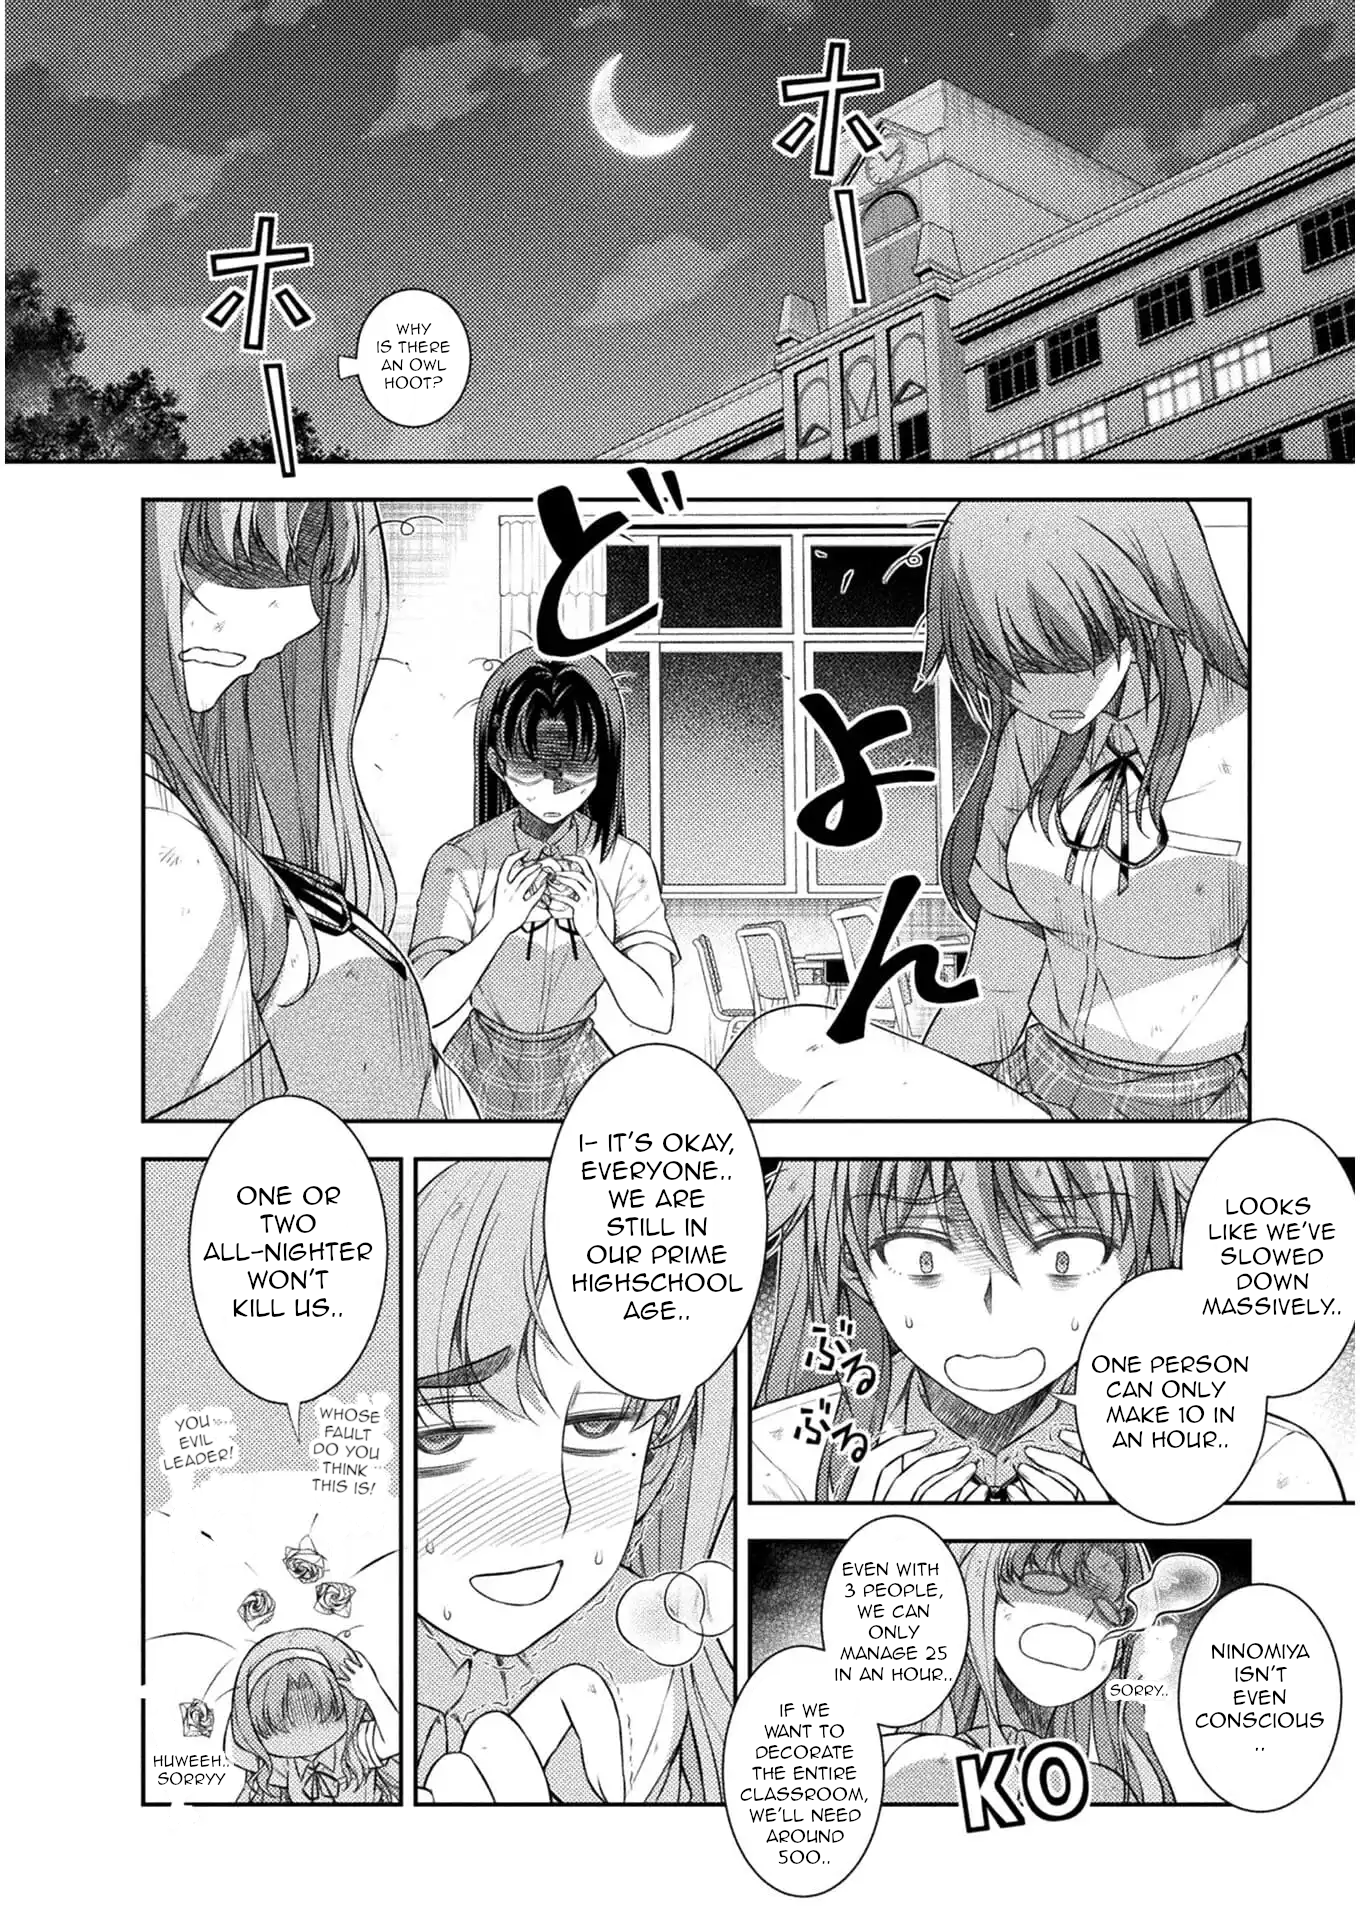 ホー
ホー
WHY
IS THERE
AN OWL
HOOT?
どよん
LOOKS
LIKE WE'VE
SLOWED
DOWN
MASSIVELY..
ONE PERSON
CAN ONLY
MAKE 10 IN
AN HOUR..
ぶる
ぶる
NINOMIYA
ISN'T
EVEN
CONSCIOUS
..
SORRY..
KO
EVEN WITH
3 PEOPLE,
WE CAN
ONLY
MANAGE 25
IN AN HOUR..
IF WE
WANT TO
DECORATE
THE ENTIRE
CLASSROOM,
WE'LL NEED
AROUND
500..
I- IT'S OKAY,
EVERYONE..
WE ARE
STILL IN
OUR PRIME
HIGHSCHOOL
AGE..
ONE OR
TWO
ALL-NIGHTER
WON'T
KILL US..
WHOSE
FAULT
DO YOU
THINK
THIS IS!
YOU
EVIL
LEADER!
HUWEEH..
SORRYY